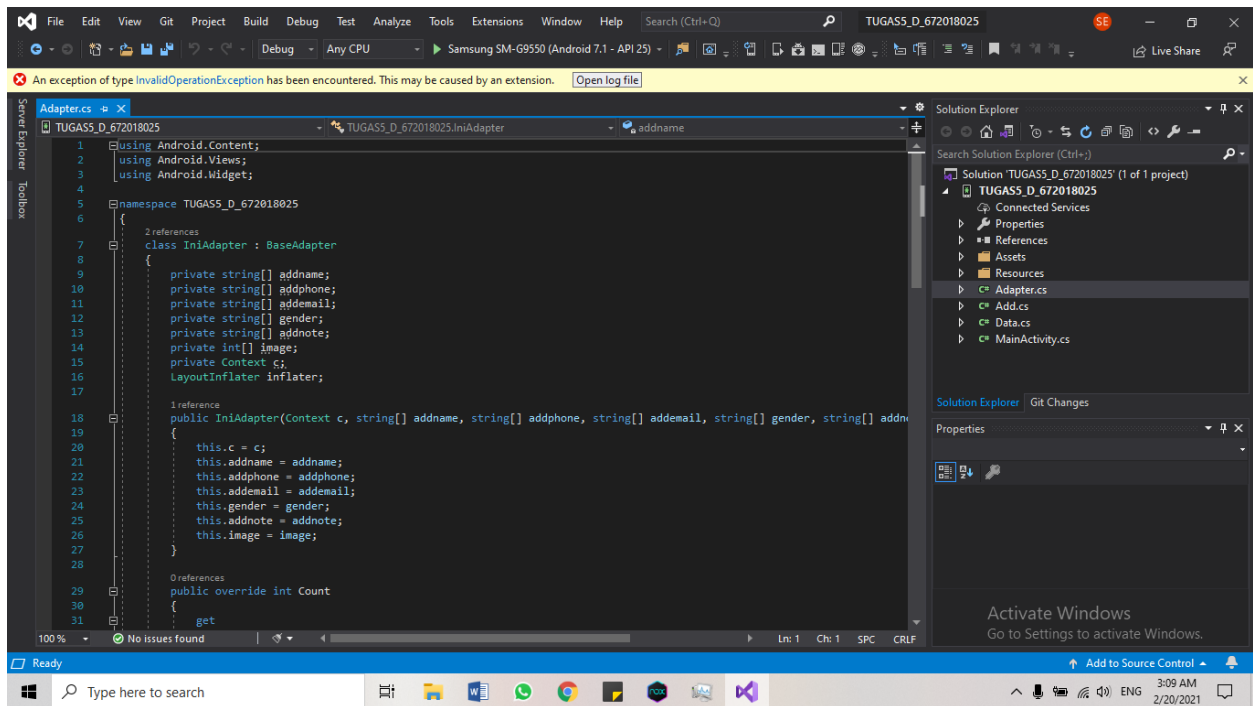 File Edit View Git Project Build Debug Test Analyze Tools Extensions Window Help Search (Ctrl+Q) TUGAS5_D_672018025 SE
Debug Any CPU Samsung SM-G9550 (Android 7.1 - API 25) Live Share
An exception of type InvalidOperationException has been encountered. This may be caused by an extension. Open log file
Server Explorer
Toolbox
Adapter.cs
TUGAS5_D_672018025 TUGAS5_D_672018025.IniAdapter addname
1 using Android.Content;
2 using Android.Views;
3 using Android.Widget;
4
5 namespace TUGAS5_D_672018025
6 {
2 references
7 class IniAdapter : BaseAdapter
8 {
9 private string[] addname;
10 private string[] addphone;
11 private string[] addemail;
12 private string[] gender;
13 private string[] addnote;
14 private int[] image;
15 private Context c;
16 LayoutInflater inflater;
17
1 reference
18 public IniAdapter(Context c, string[] addname, string[] addphone, string[] addemail, string[] gender, string[] addn
19 {
20 this.c = c;
21 this.addname = addname;
22 this.addphone = addphone;
23 this.addemail = addemail;
24 this.gender = gender;
25 this.addnote = addnote;
26 this.image = image;
27 }
28
0 references
29 public override int Count
30 {
31 get
100 % No issues found Ln: 1 Ch: 1 SPC CRLF
Solution Explorer
Search Solution Explorer (Ctrl+;)
Solution 'TUGAS5_D_672018025' (1 of 1 project)
TUGAS5_D_672018025
Connected Services
Properties
References
Assets
Resources
C# Adapter.cs
C# Add.cs
C# Data.cs
C# MainActivity.cs
Solution Explorer Git Changes
Properties
Activate Windows
Go to Settings to activate Windows.
Ready Add to Source Control
Type here to search ENG 3:09 AM
2/20/2021